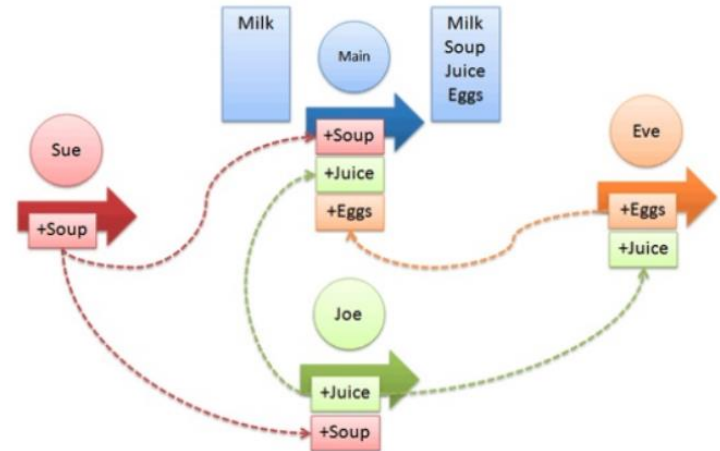 Milk
Main
Milk
Soup
Juice
Eggs
Sue
+Soup
+Soup
+Juice
+Eggs
Eve
+Eggs
+Juice
Joe
+Juice
+Soup